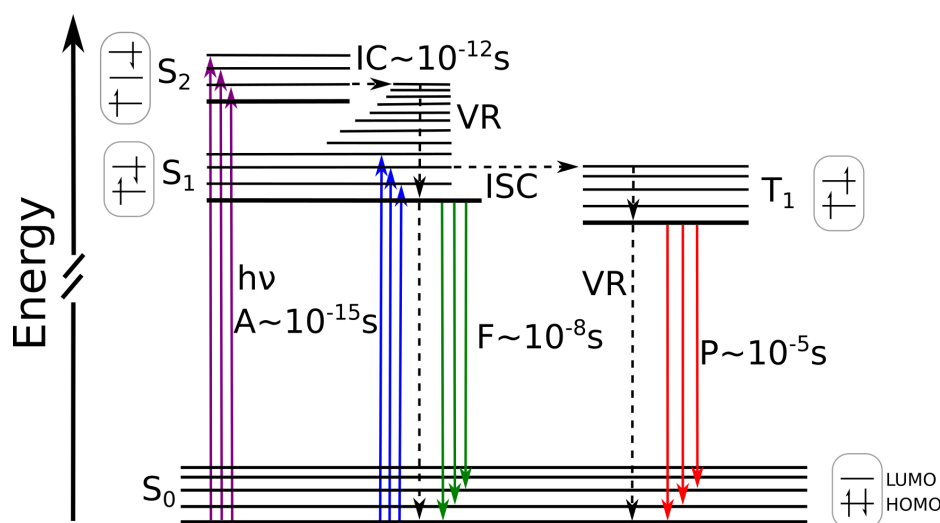 Energy
S₂
IC~10⁻¹²s
VR
S₁
ISC
T₁
hν
A~10⁻¹⁵s
F~10⁻⁸s
VR
P~10⁻⁵s
S₀
LUMO
HOMO